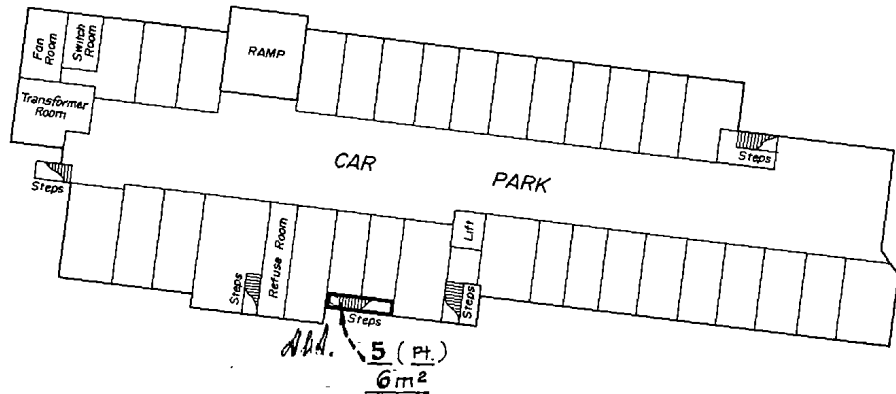 Fan
Room
Switch
Room
RAMP
Transformer
Room
Steps
CAR PARK
Steps
Lift
Refuse Room
Steps
Steps
Steps
5 (Pt.)
6m²